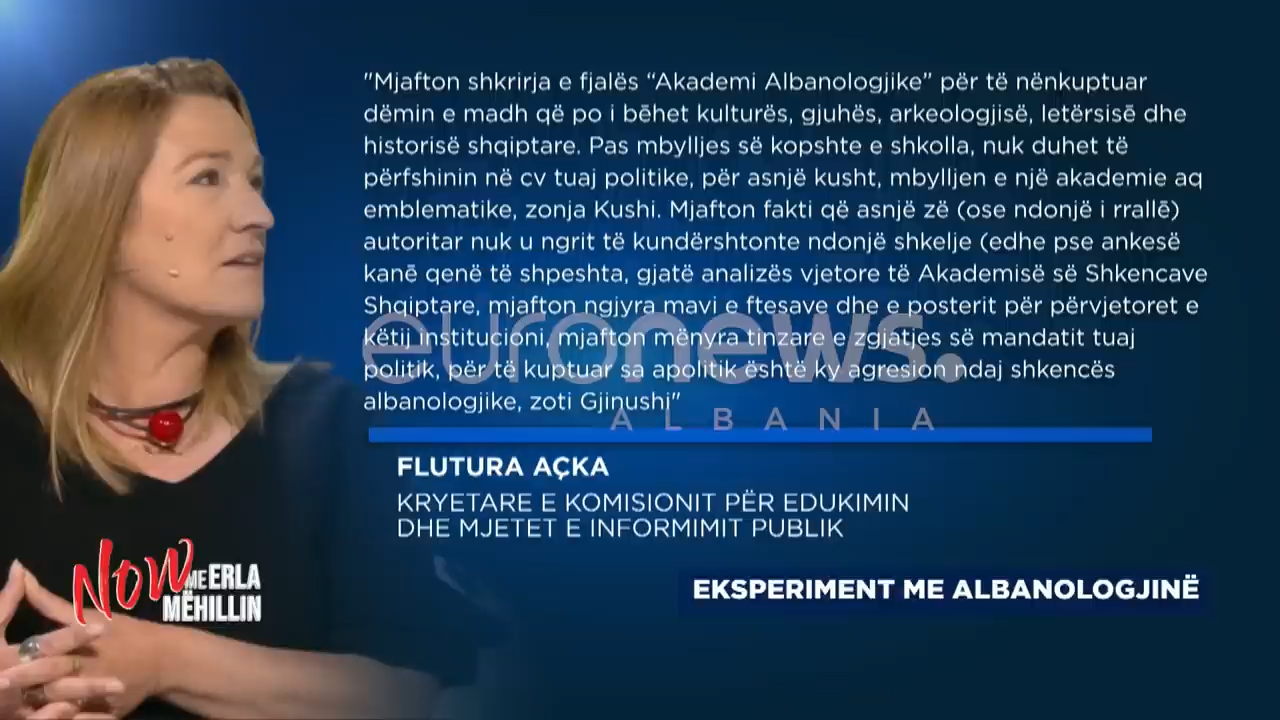 "Mjafton shkrirja e fjalës “Akademi Albanologjike” për të nënkuptuar
dëmin e madh që po i bēhet kulturës, gjuhës, arkeologjisë, letërsisë dhe
historisë shqiptare. Pas mbylljes së kopshte e shkolla, nuk duhet të
përfshinin në cv tuaj politike, për asnjë kusht, mbylljen e një akademie aq
emblematike, zonja Kushi. Mjafton fakti që asnjë zë (ose ndonjë i rrallē)
autoritar nuk u ngrit të kundërshtonte ndonjë shkelje (edhe pse ankesë
kanē qenë të shpeshta, gjatë analizës vjetore të Akademisë së Shkencave
Shqiptare, mjafton ngjyra mavi e ftesave dhe e posterit për përvjetoret e
kētij institucioni, mjafton mënyra tinzare e zgjatjes së mandatit tuaj
politik, për të kuptuar sa apolitik është ky agresion ndaj shkencës
albanologjike, zoti Gjinushi"
euronews.
ALBANIA
FLUTURA AÇKA
KRYETARE E KOMISIONIT PËR EDUKIMIN
DHE MJETET E INFORMIMIT PUBLIK
NOW ME ERLA
MËHILLIN
EKSPERIMENT ME ALBANOLOGJINË